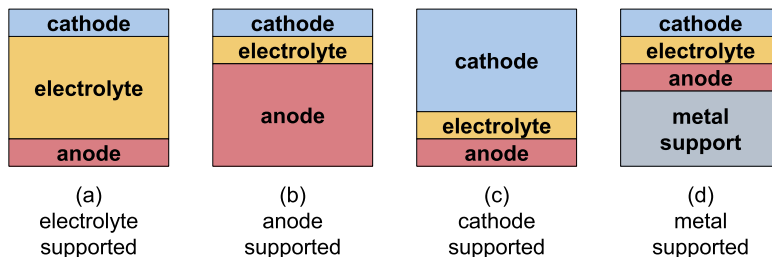 cathode
electrolyte
anode
(a)
electrolyte
supported
cathode
electrolyte
anode
(b)
anode
supported
cathode
electrolyte
anode
(c)
cathode
supported
cathode
electrolyte
anode
metal
support
(d)
metal
supported